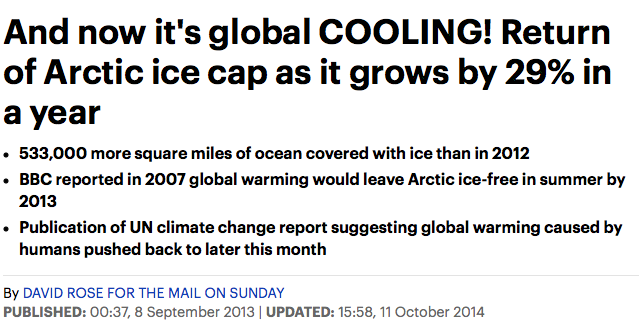 And now it's global COOLING! Return
of Arctic ice cap as it grows by 29% in
a year
• 533,000 more square miles of ocean covered with ice than in 2012
• BBC reported in 2007 global warming would leave Arctic ice-free in summer by
2013
• Publication of UN climate change report suggesting global warming caused by
humans pushed back to later this month
By DAVID ROSE FOR THE MAIL ON SUNDAY
PUBLISHED: 00:37, 8 September 2013 | UPDATED: 15:58, 11 October 2014